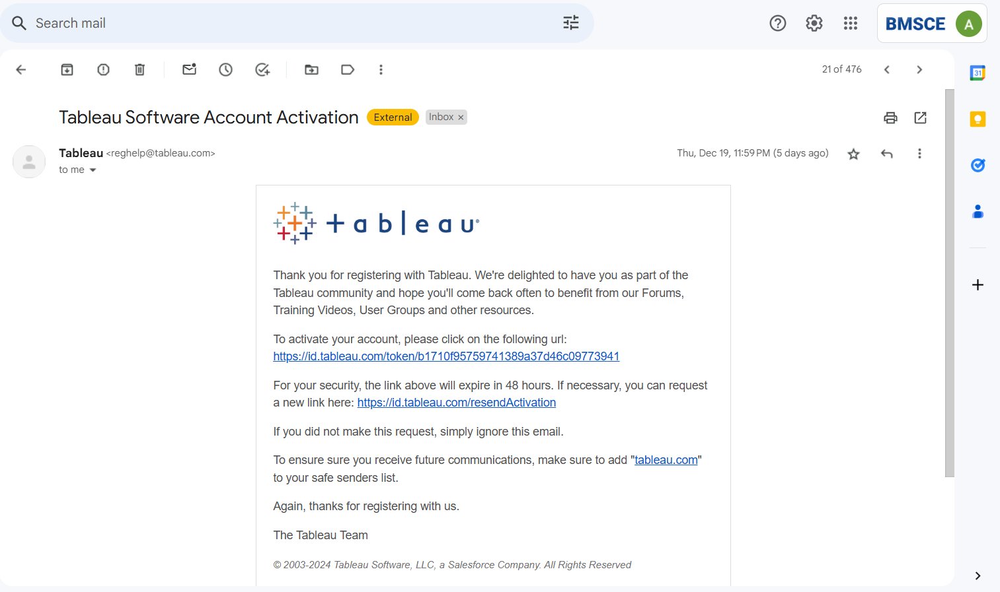 Search mail
BMSCE
A
21 of 476
31
Tableau Software Account Activation External Inbox ×
Tableau <reghelp@tableau.com>
Thu, Dec 19, 11:59 PM (5 days ago)
to me
+ableau®
Thank you for registering with Tableau. We're delighted to have you as part of the
Tableau community and hope you'll come back often to benefit from our Forums,
Training Videos, User Groups and other resources.
To activate your account, please click on the following url:
https://id.tableau.com/token/b1710f95759741389a37d46c09773941
For your security, the link above will expire in 48 hours. If necessary, you can request
a new link here: https://id.tableau.com/resendActivation
If you did not make this request, simply ignore this email.
To ensure sure you receive future communications, make sure to add "tableau.com"
to your safe senders list.
Again, thanks for registering with us.
The Tableau Team
© 2003-2024 Tableau Software, LLC, a Salesforce Company. All Rights Reserved